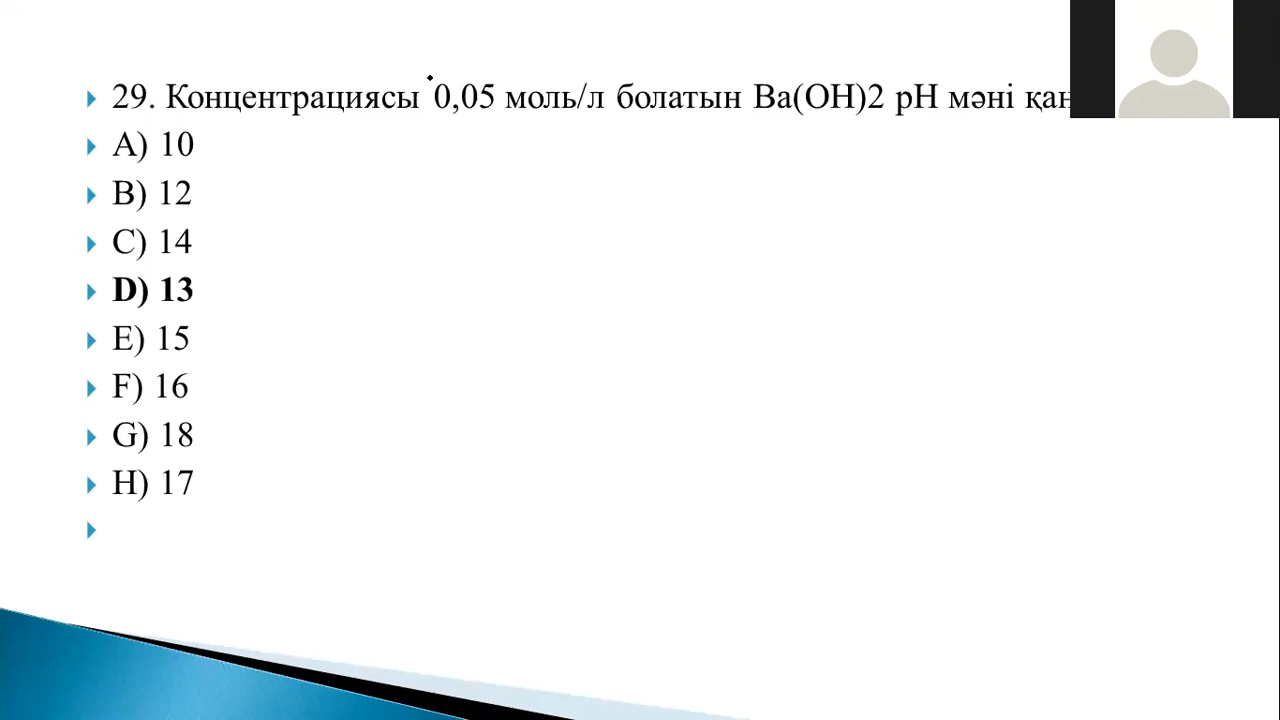 29. Концентрациясы 0,05 моль/л болатын Ba(OH)2 pH мәні
A) 10
B) 12
C) 14
D) 13
E) 15
F) 16
G) 18
H) 17